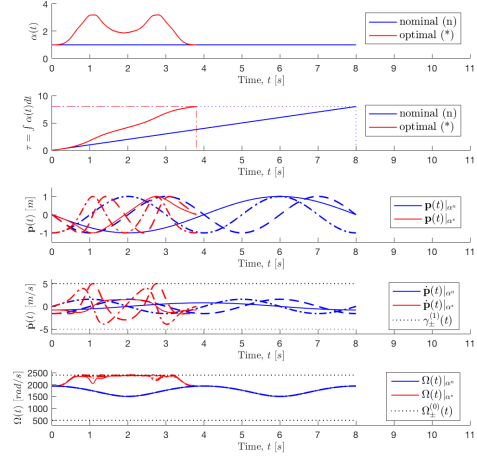 4
2
0
α(t)
0 1 2 3 4 5 6 7 8 9 10 11
Time, t [s]
nominal (n)
optimal (*)
10
5
0
τ = ∫ α(t)dt
0 1 2 3 4 5 6 7 8 9 10 11
Time, t [s]
nominal (n)
optimal (*)
1
0
-1
p(t) [m]
0 1 2 3 4 5 6 7 8 9 10 11
Time, t [s]
p(t)|αⁿ
p(t)|α*
5
0
-5
ṗ(t) [m/s]
0 1 2 3 4 5 6 7 8 9 10 11
Time, t [s]
ṗ(t)|αⁿ
ṗ(t)|α*
γ±⁽¹⁾(t)
2500
2000
1500
1000
500
Ω(t) [rad/s]
0 1 2 3 4 5 6 7 8 9 10 11
Time, t [s]
Ω(t)|αⁿ
Ω(t)|α*
Ω±⁽⁰⁾(t)